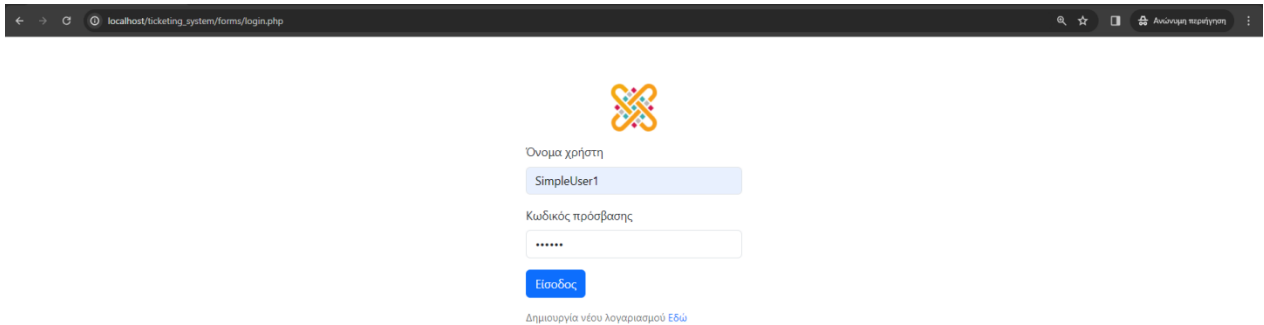 localhost/ticketing_system/forms/login.php
Ανώνυμη περιήγηση
Όνομα χρήστη
SimpleUser1
Κωδικός πρόσβασης
••••••
Είσοδος
Δημιουργία νέου λογαριασμού Εδώ